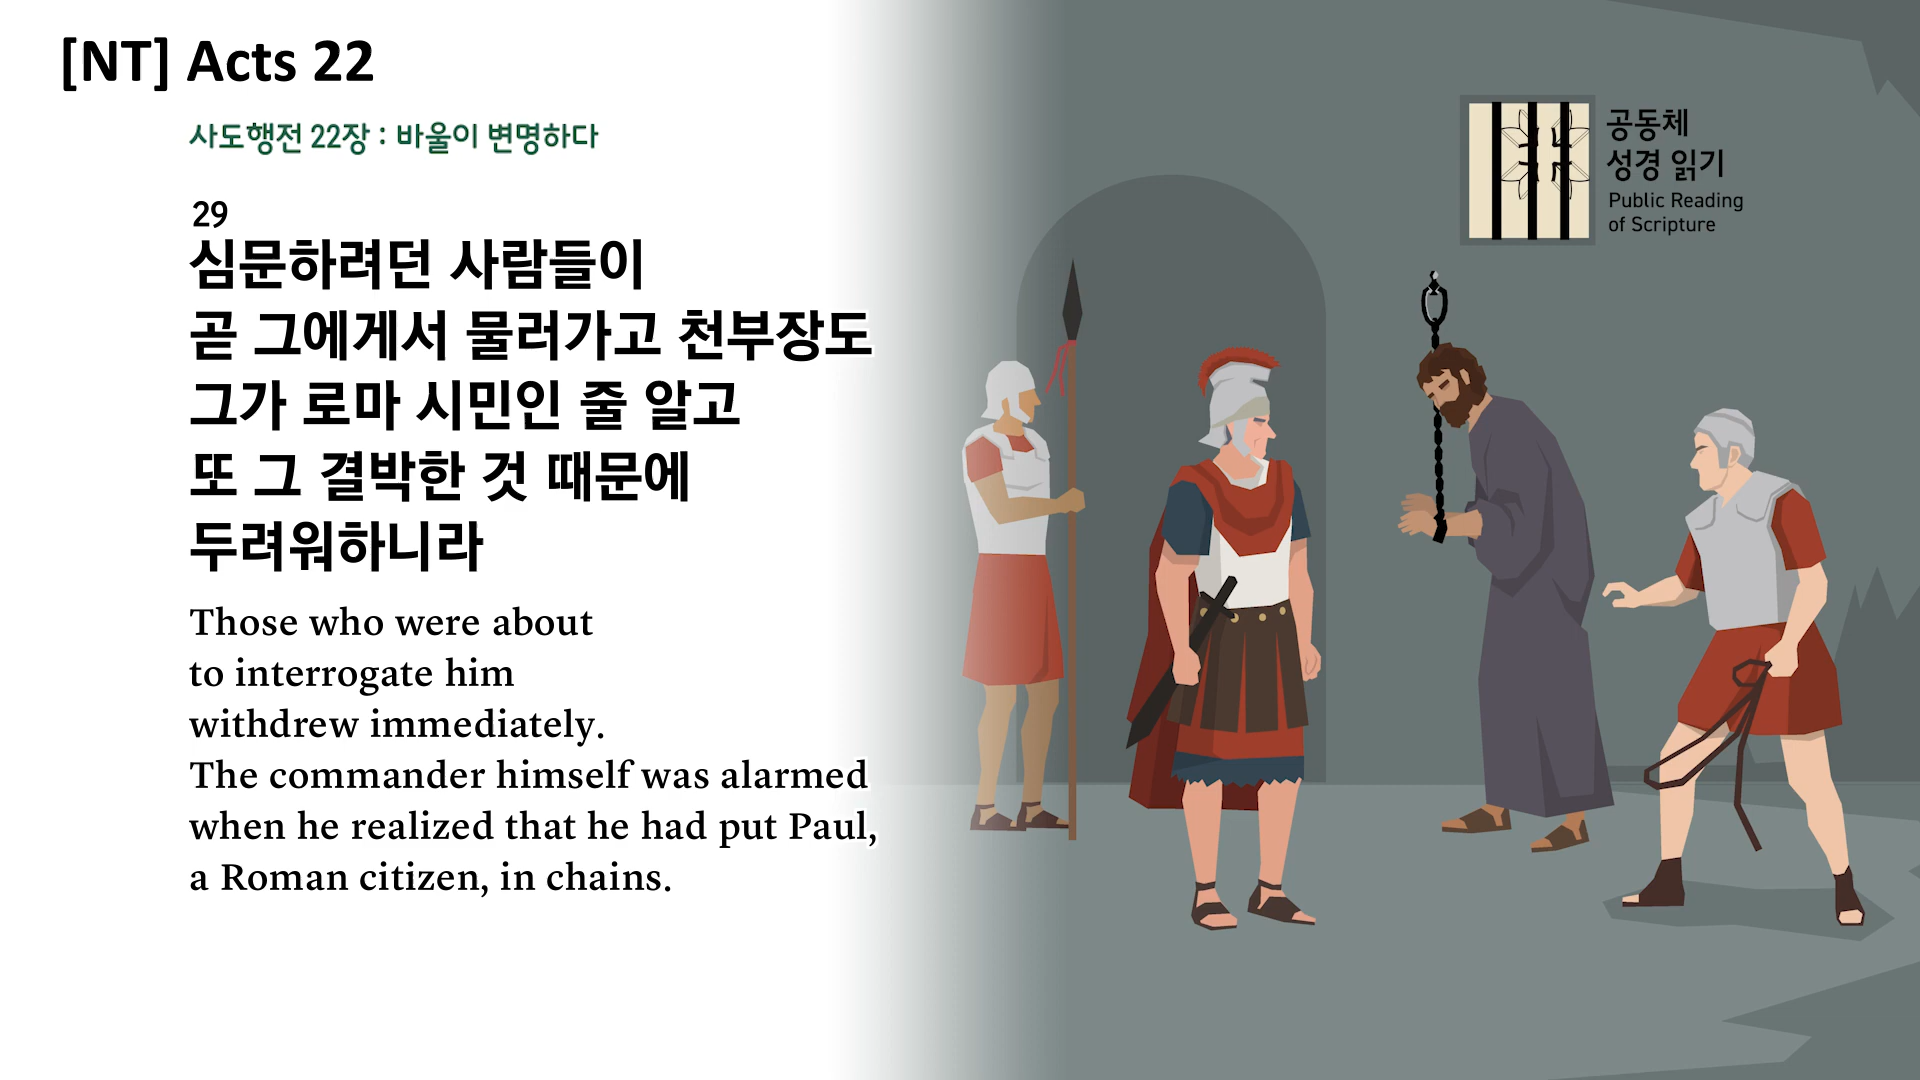 [NT] Acts 22
사도행전 22장 : 바울이 변명하다
29
심문하려던 사람들이
곧 그에게서 물러가고 천부장도
그가 로마 시민인 줄 알고
또 그 결박한 것 때문에
두려워하니라
Those who were about
to interrogate him
withdrew immediately.
The commander himself was alarmed
when he realized that he had put Paul,
a Roman citizen, in chains.
공동체
성경 읽기
Public Reading
of Scripture